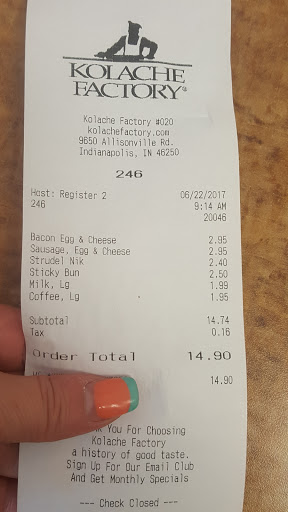 KOLACHE
FACTORY®
Kolache Factory #020
kolachefactory.com
9650 Allisonville Rd.
Indianapolis, IN 46250
246
Host: Register 2 06/22/2017
246 9:14 AM
20046
Bacon Egg & Cheese 2.95
Sausage, Egg & Cheese 2.95
Strudel Nik 2.40
Sticky Bun 2.50
Milk, Lg 1.99
Coffee, Lg 1.95
Subtotal 14.74
Tax 0.16
Order Total 14.90
14.90
You For Choosing
Kolache Factory
a history of good taste.
Sign Up For Our Email Club
And Get Monthly Specials
--- Check Closed ---